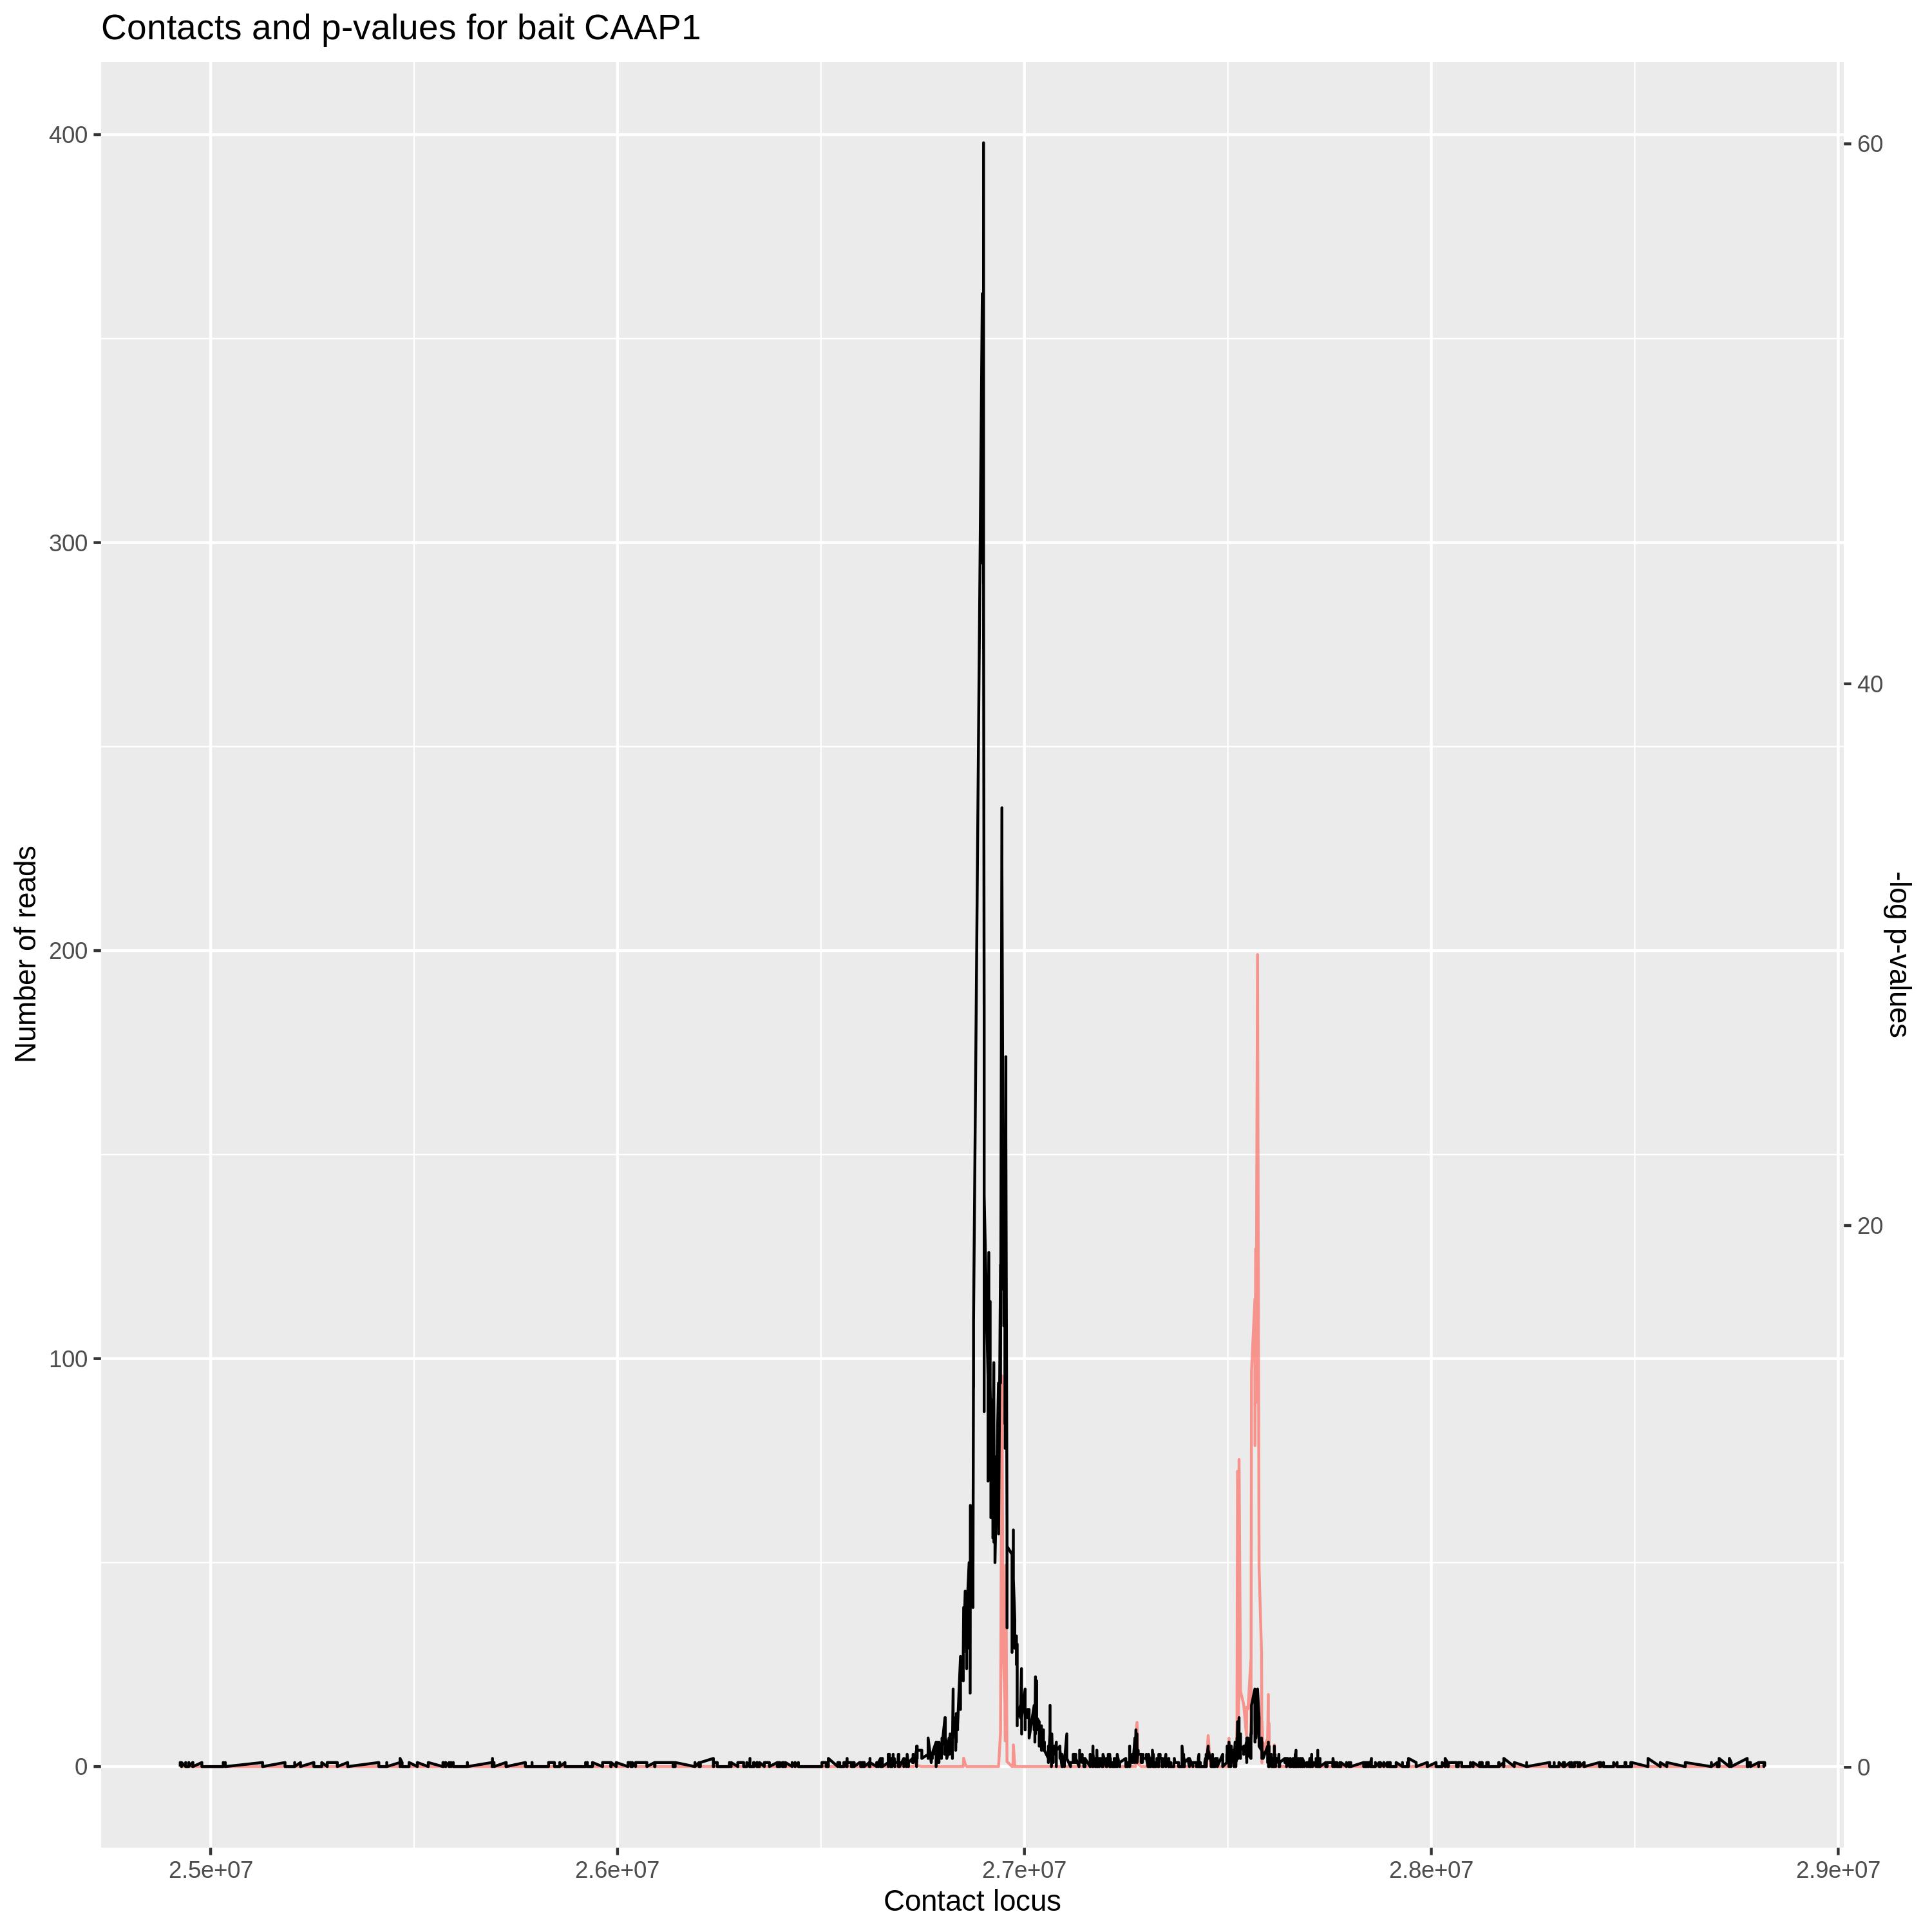 Contacts and p-values for bait CAAP1
400
300
200
100
0
60
40
20
0
Number of reads
-log p-values
2.5e+07
2.6e+07
2.7e+07
2.8e+07
2.9e+07
Contact locus